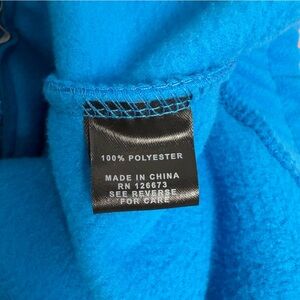 100% POLYESTER
MADE IN CHINA
RN 126673
SEE REVERSE
FOR CARE